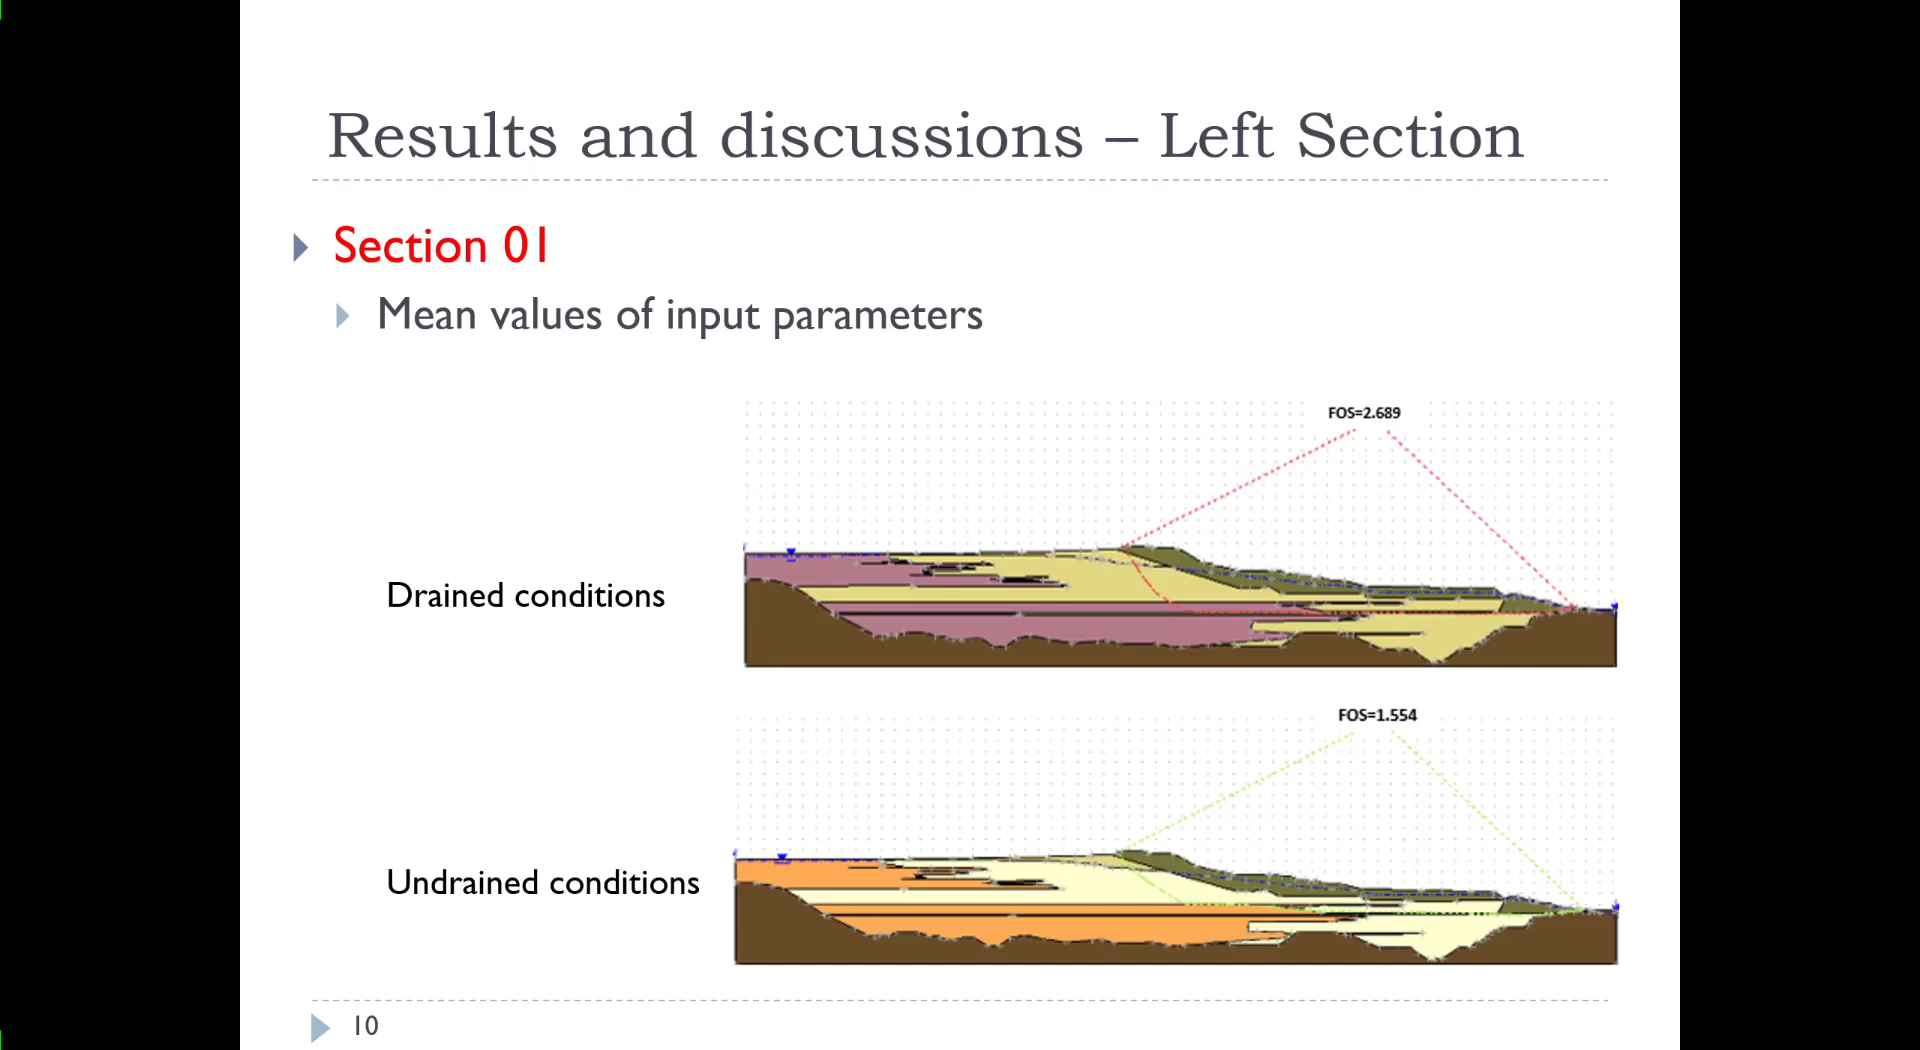 Results and discussions – Left Section
Section 01
Mean values of input parameters
FOS=2.689
Drained conditions
FOS=1.554
Undrained conditions
10